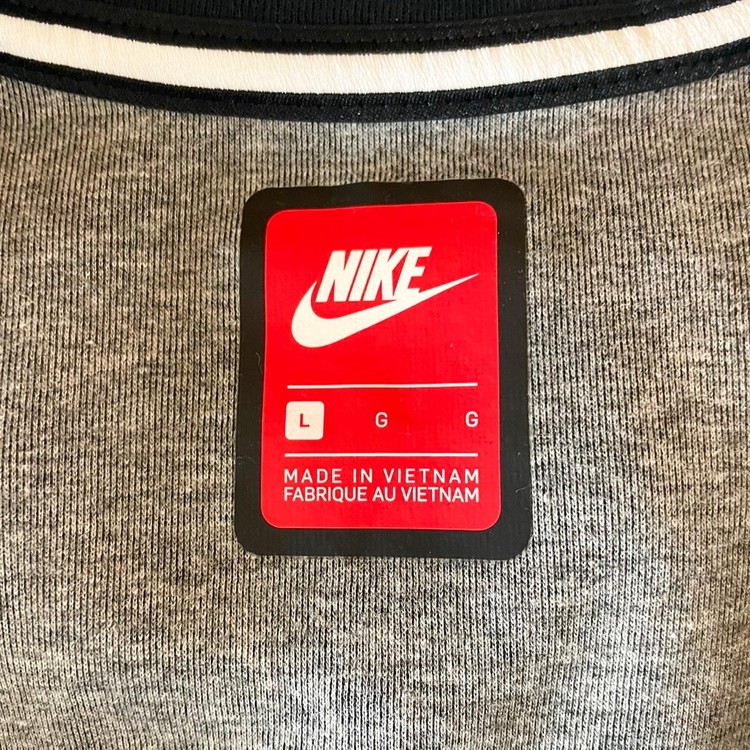 NIKE
L G G
MADE IN VIETNAM
FABRIQUE AU VIETNAM